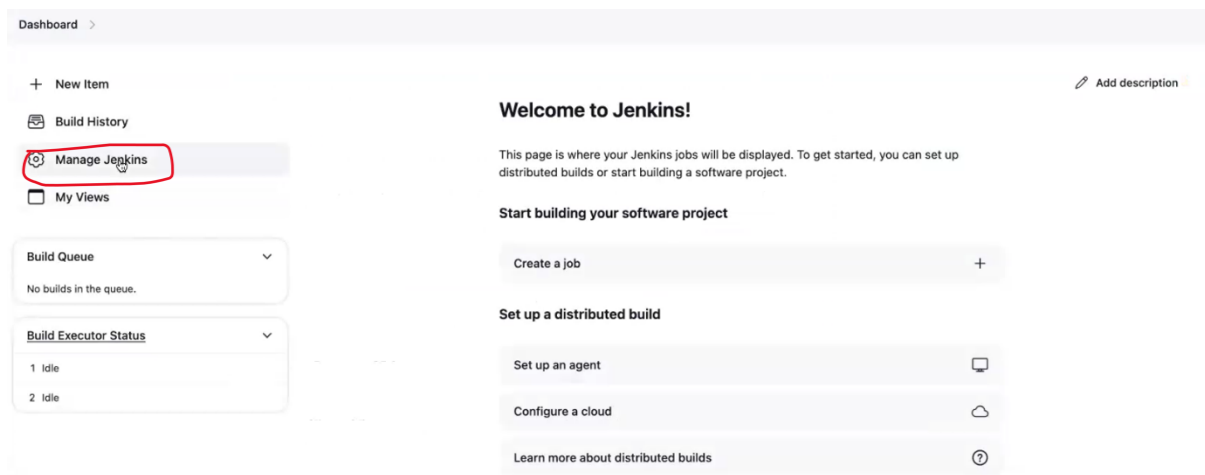 Dashboard
New Item
Build History
Manage Jenkins
My Views
Build Queue
No builds in the queue.
Build Executor Status
1 Idle
2 Idle
Add description
Welcome to Jenkins!
This page is where your Jenkins jobs will be displayed. To get started, you can set up
distributed builds or start building a software project.
Start building your software project
Create a job
Set up a distributed build
Set up an agent
Configure a cloud
Learn more about distributed builds